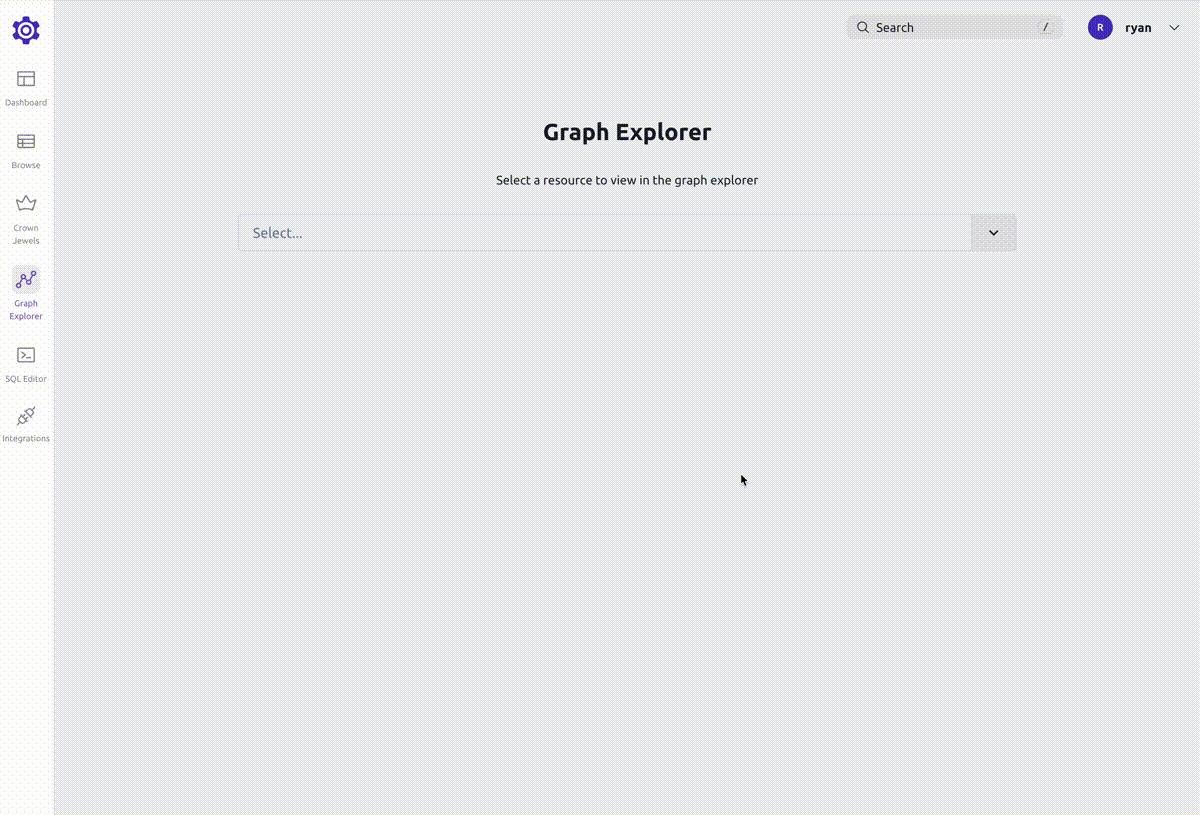 Search
/
R
ryan
Dashboard
Browse
Crown
Jewels
Graph
Explorer
SQL Editor
Integrations
Graph Explorer
Select a resource to view in the graph explorer
Select...